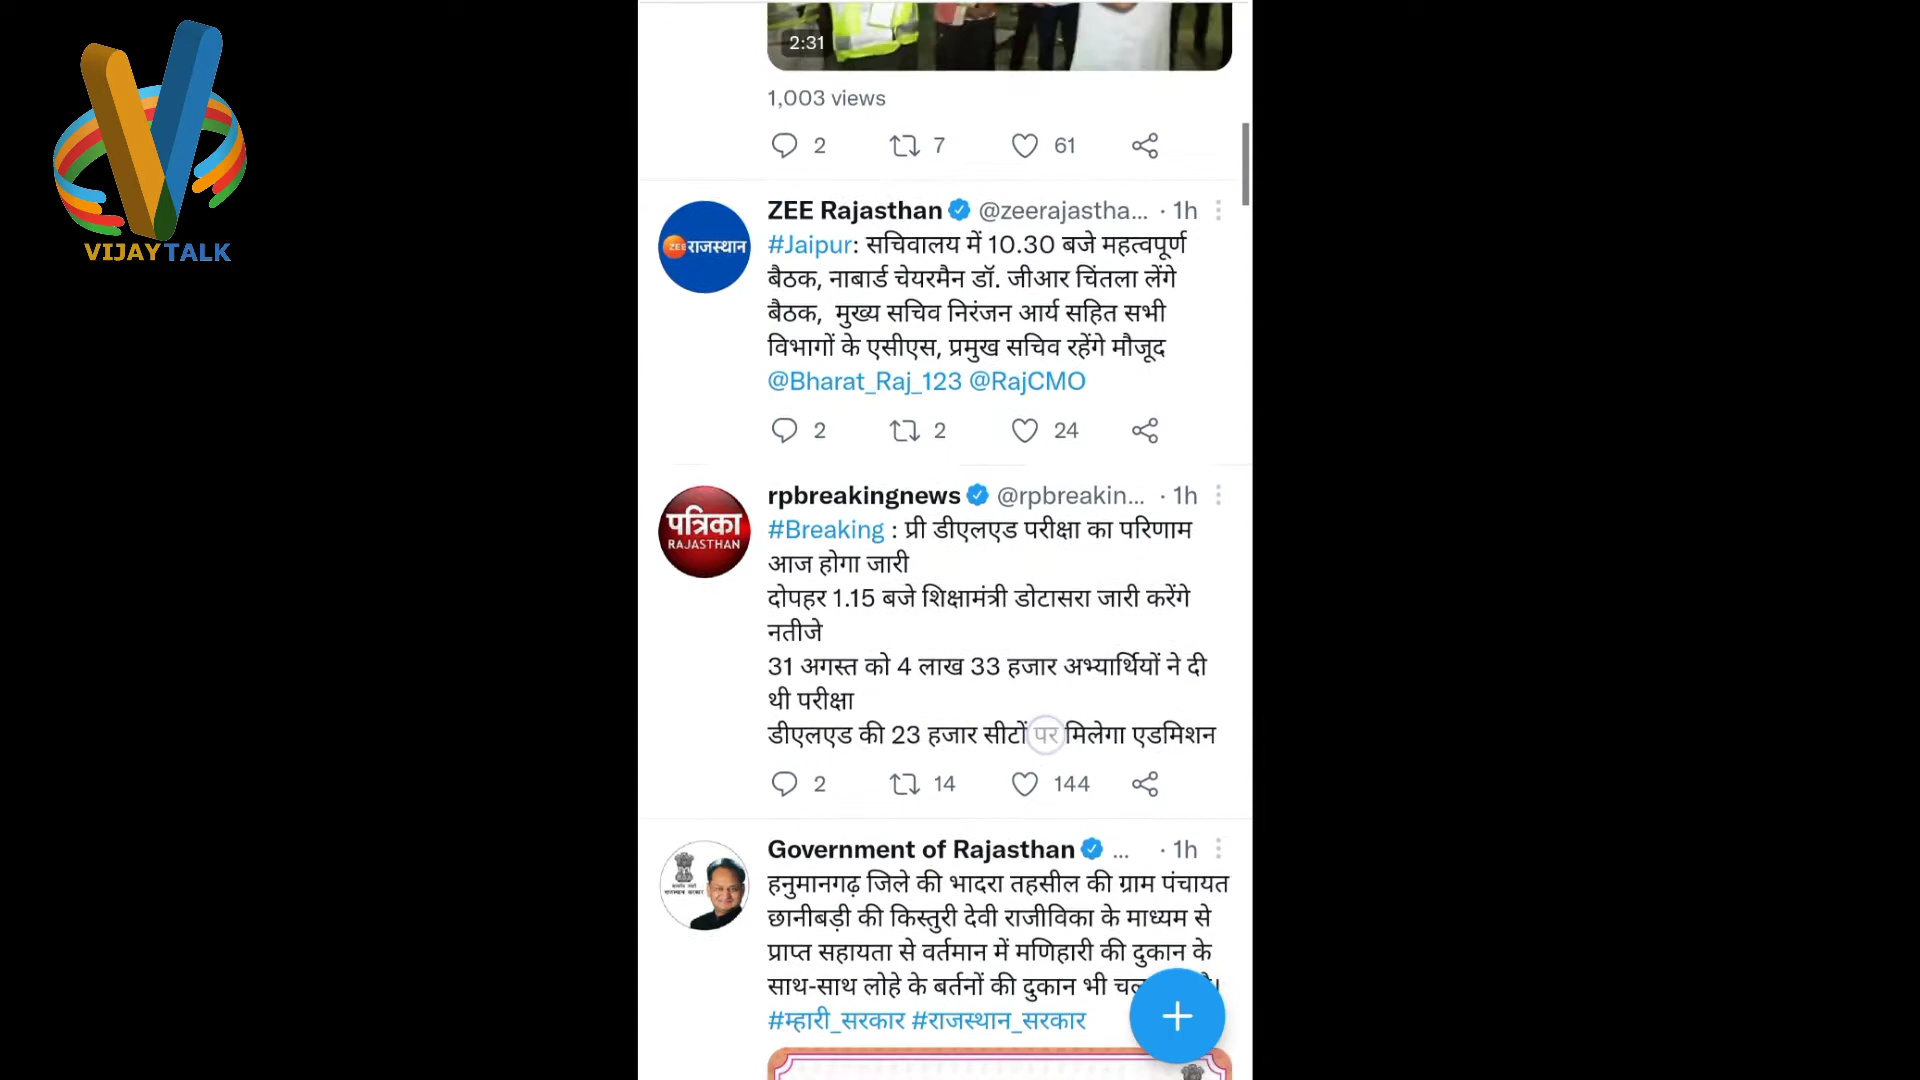 VIJAYTALK
2:31
1,003 views
2 7 61
ZEE Rajasthan @zeerajastha... · 1h
ZEE राजस्थान
#Jaipur: सचिवालय में 10.30 बजे महत्वपूर्ण
बैठक, नाबार्ड चेयरमैन डॉ. जीआर चिंतला लेंगे
बैठक, मुख्य सचिव निरंजन आर्य सहित सभी
विभागों के एसीएस, प्रमुख सचिव रहेंगे मौजूद
@Bharat_Raj_123 @RajCMO
2 2 24
rpbreakingnews @rpbreakin... · 1h
पत्रिका
RAJASTHAN
#Breaking : प्री डीएलएड परीक्षा का परिणाम
आज होगा जारी
दोपहर 1.15 बजे शिक्षामंत्री डोटासरा जारी करेंगे
नतीजे
31 अगस्त को 4 लाख 33 हजार अभ्यार्थियों ने दी
थी परीक्षा
डीएलएड की 23 हजार सीटों पर मिलेगा एडमिशन
2 14 144
Government of Rajasthan ... · 1h
हनुमानगढ़ जिले की भादरा तहसील की ग्राम पंचायत
छानीबड़ी की किस्तुरी देवी राजीविका के माध्यम से
प्राप्त सहायता से वर्तमान में मणिहारी की दुकान के
साथ-साथ लोहे के बर्तनों की दुकान भी
#म्हारी_सरकार #राजस्थान_सरकार